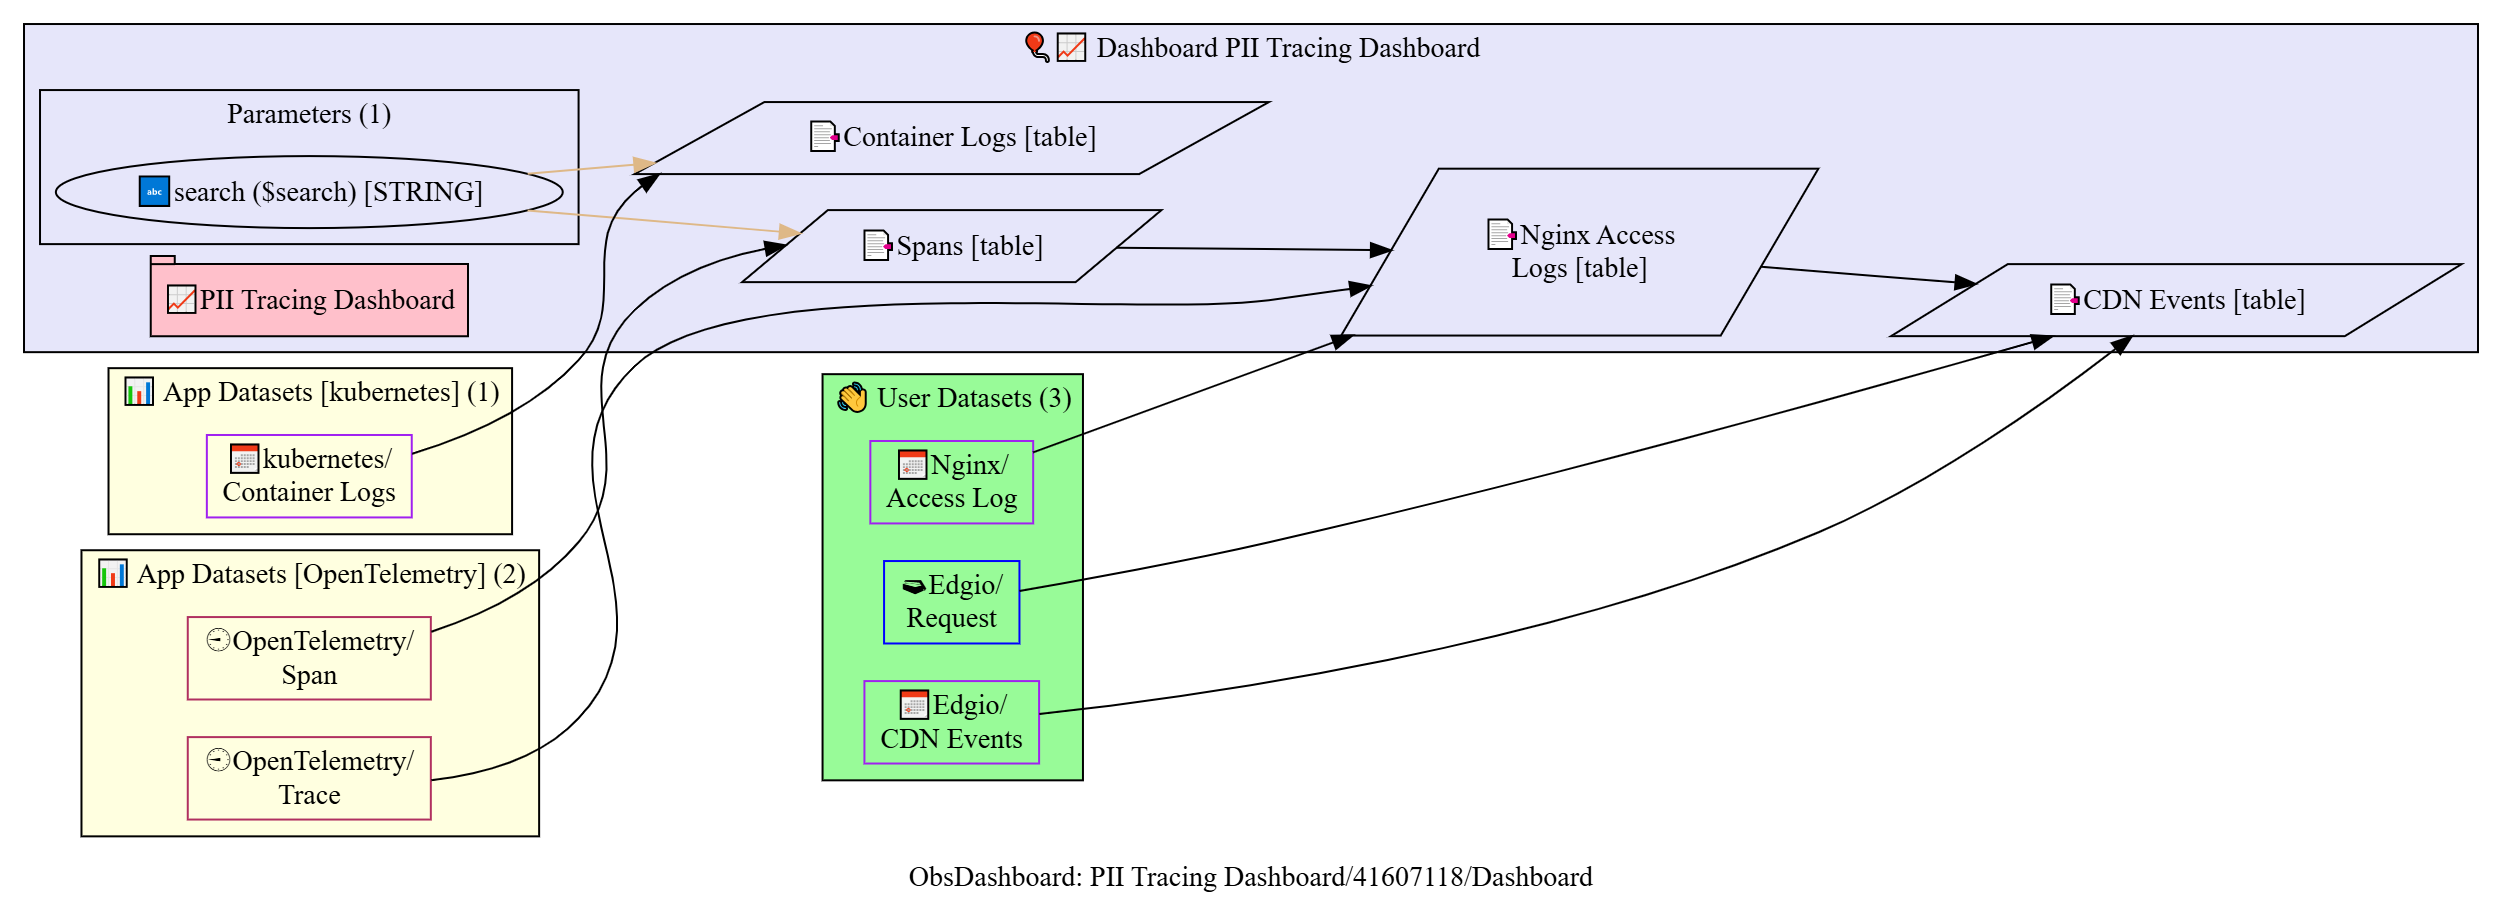 Dashboard PII Tracing Dashboard
Parameters (1)
abc search ($search) [STRING]
PII Tracing Dashboard
Container Logs [table]
Spans [table]
Nginx Access
Logs [table]
CDN Events [table]
App Datasets [kubernetes] (1)
kubernetes/
Container Logs
App Datasets [OpenTelemetry] (2)
OpenTelemetry/
Span
OpenTelemetry/
Trace
User Datasets (3)
Nginx/
Access Log
Edgio/
Request
Edgio/
CDN Events
ObsDashboard: PII Tracing Dashboard/41607118/Dashboard